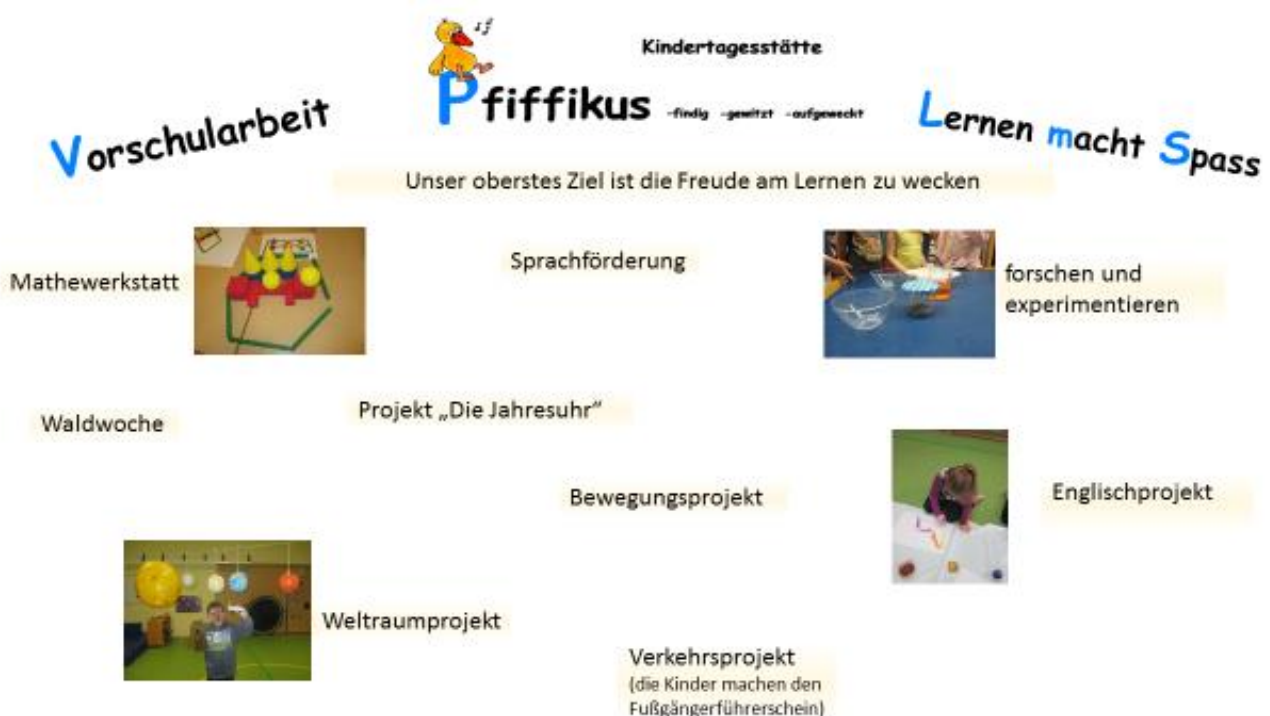 Kindertagesstätte
Vorschularbeit
Pfiffikus -findig -gewitzt -aufgeweckt
Lernen macht Spass
Unser oberstes Ziel ist die Freude am Lernen zu wecken
Mathewerkstatt
Sprachförderung
forschen und
experimentieren
Waldwoche
Projekt „Die Jahresuhr“
Bewegungsprojekt
Englischprojekt
Weltraumprojekt
Verkehrsprojekt
(die Kinder machen den
Fußgängerführerschein)